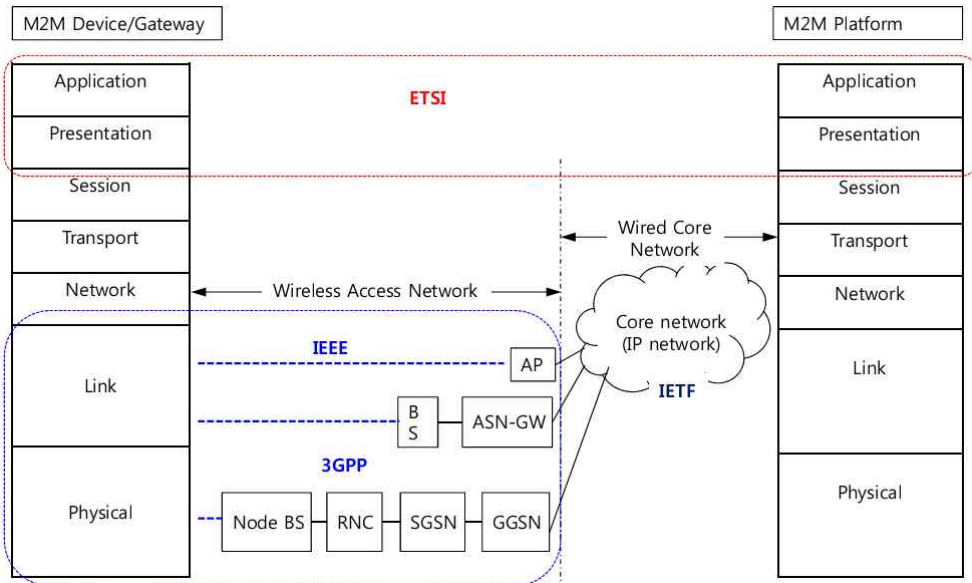 M2M Device/Gateway
M2M Platform
Application
ETSI
Application
Presentation
Presentation
Session
Session
Transport
Wired Core
Network
Transport
Network
Wireless Access Network
Network
Core network
(IP network)
IETF
IEEE
AP
Link
Link
B
S
ASN-GW
3GPP
Physical
Physical
Node BS
RNC
SGSN
GGSN